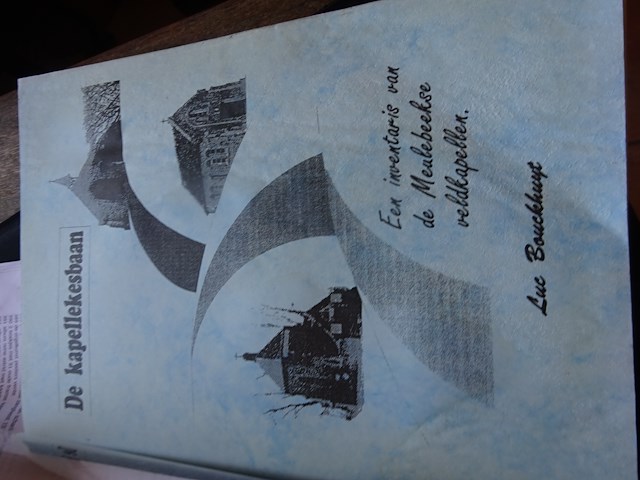 De kapellekesbaan
Een inventaris van
de Meulebeekse
veldkapellen.
Luc Bouckhuyt